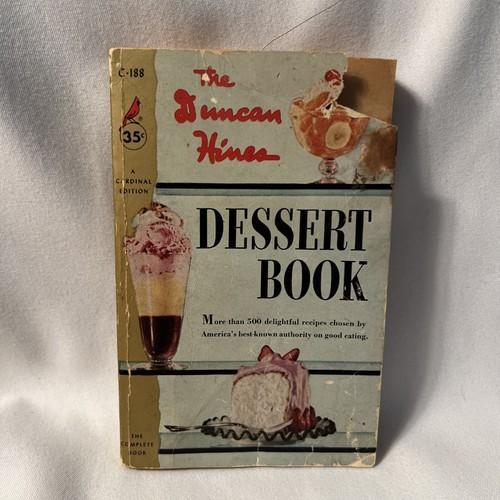 C-188
The
Duncan
Hines
35c
A
CARDINAL
EDITION
DESSERT
BOOK
More than 500 delightful recipes chosen by
America's best-known authority on good eating.
THE
COMPLETE
BOOK